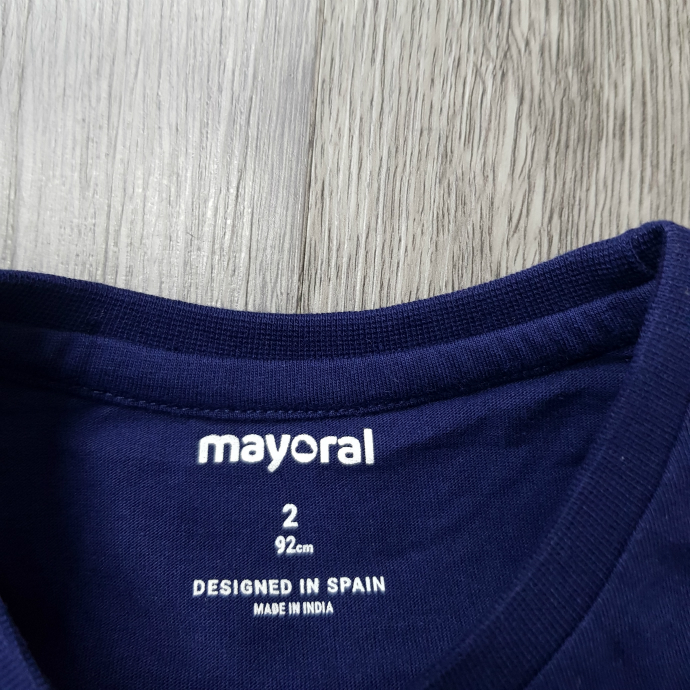 mayoral
2
92cm
DESIGNED IN SPAIN
MADE IN INDIA